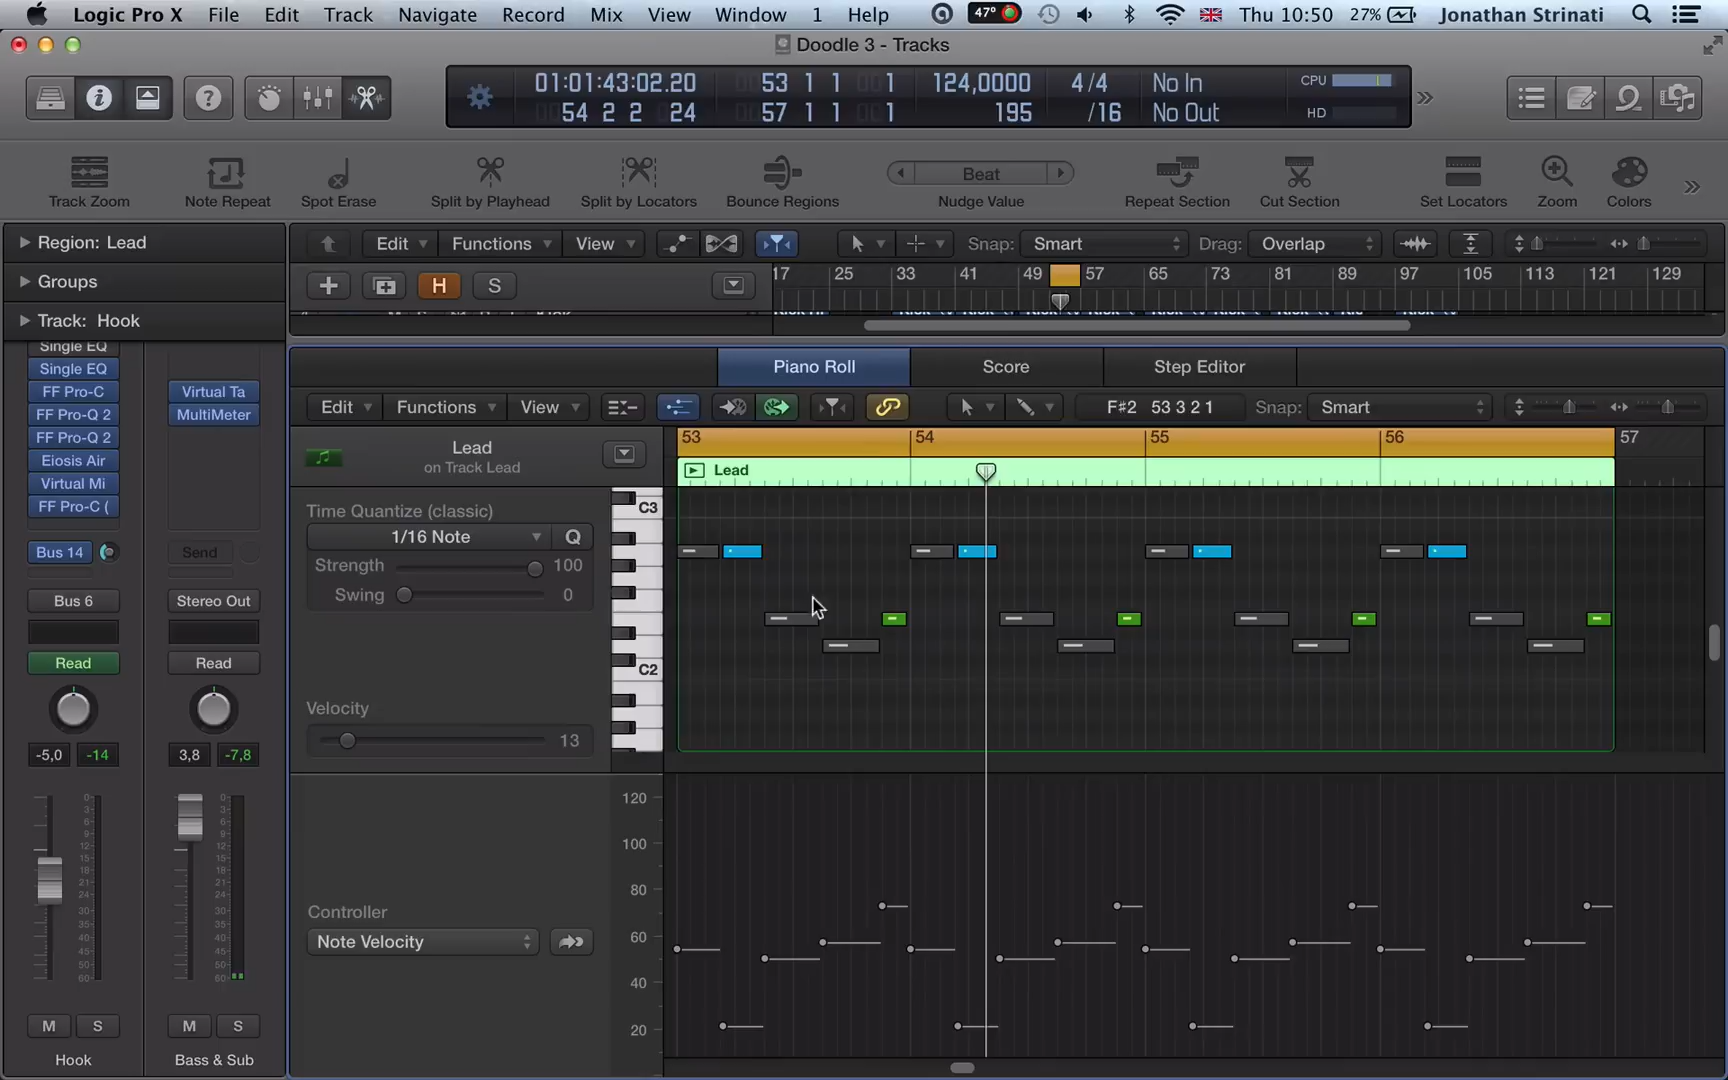 Logic Pro X File Edit Track Navigate Record Mix View Window 1 Help 47° Thu 10:50 27% Jonathan Strinati
Doodle 3 - Tracks
01:01:43:02.20 53 1 1 1 124,0000 4/4 No In CPU
54 2 2 24 57 1 1 1 195 /16 No Out HD
Beat
Track Zoom Note Repeat Spot Erase Split by Playhead Split by Locators Bounce Regions Nudge Value Repeat Section Cut Section Set Locators Zoom Colors
Region: Lead
Edit Functions View Snap: Smart Drag: Overlap
Groups
H S
17 25 33 41 49 57 65 73 81 89 97 105 113 121 129
Track: Hook
Single EQ
Single EQ
FF Pro-C
FF Pro-Q 2
FF Pro-Q 2
Eiosis Air
Virtual Mi
FF Pro-C (
Bus 14
Bus 6
Read
-5,0 -14
M S
Hook
Virtual Ta
MultiMeter
Send
Stereo Out
Read
3,8 -7,8
M S
Bass & Sub
Piano Roll Score Step Editor
Edit Functions View F#2 53 3 2 1 Snap: Smart
53 54 55 56 57
Lead
on Track Lead
Lead
Time Quantize (classic)
1/16 Note Q
Strength 100
Swing 0
C3
C2
Velocity
13
120
100
80
60
40
20
Controller
Note Velocity